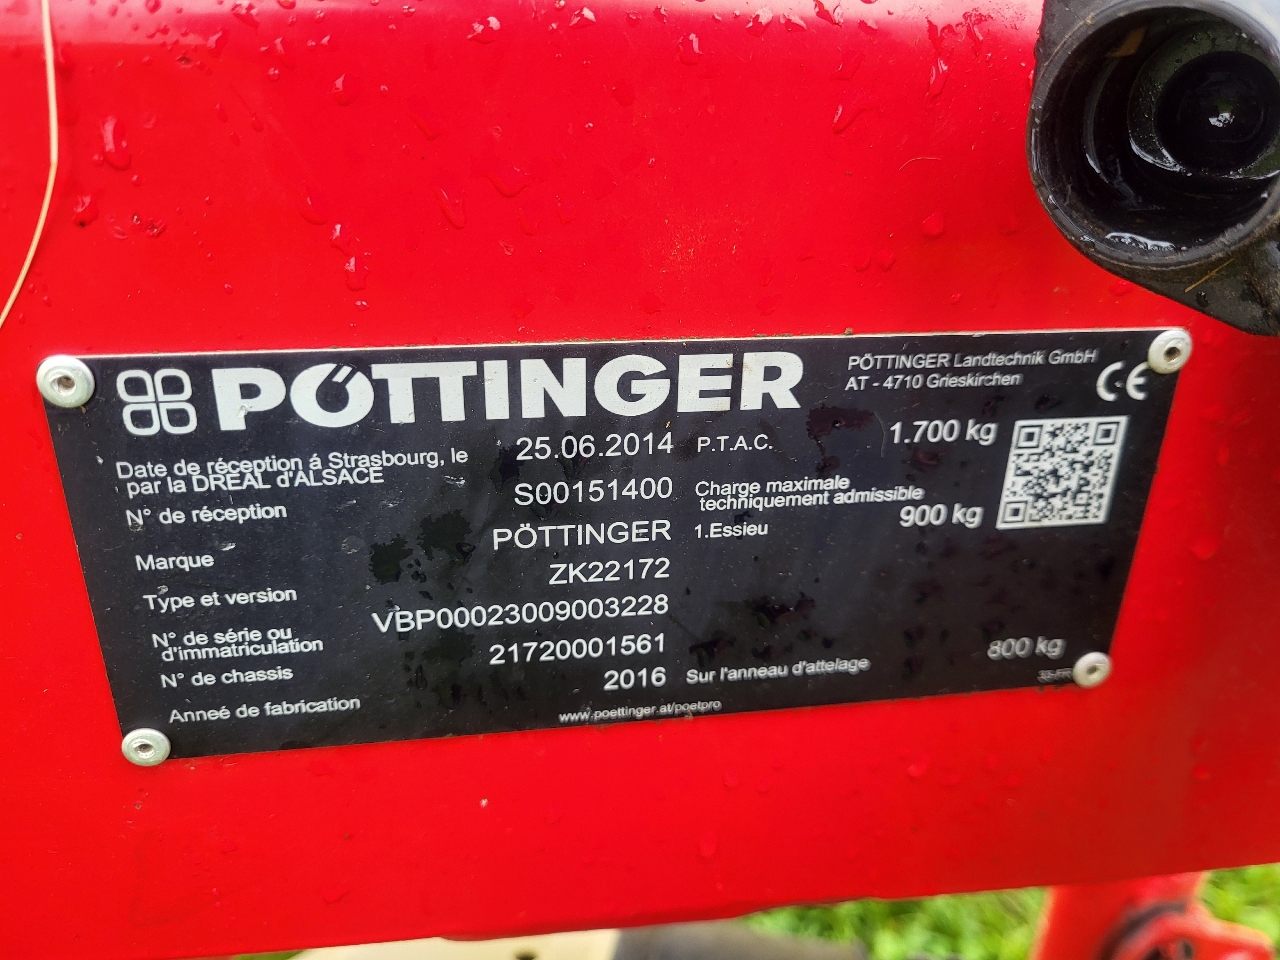 PÖTTINGER
PÖTTINGER Landtechnik GmbH
AT - 4710 Grieskirchen
CE
Date de réception á Strasbourg, le
par la DREAL d'ALSACE
25.06.2014
P.T.A.C.
1.700 kg
N° de réception
S00151400
Charge maximale
techniquement admissible
1.Essieu
900 kg
Marque
PÖTTINGER
Type et version
ZK22172
N° de série ou
d'immatriculation
VBP00023009003228
N° de chassis
21720001561
Anneé de fabrication
2016
Sur l'anneau d'attelage
800 kg
www.poettinger.at/poetpro